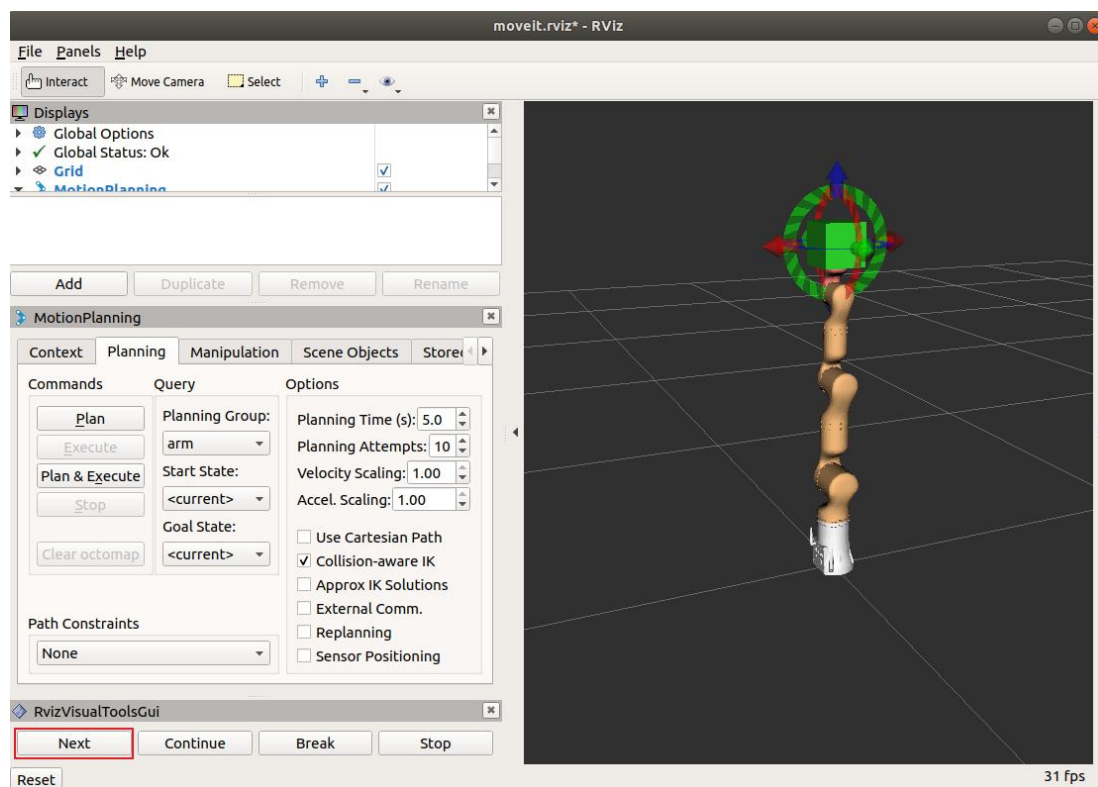 moveit.rviz* - RViz
File Panels Help
Interact Move Camera Select
Displays
Global Options
Global Status: Ok
Grid
MotionPlanning
Add Duplicate Remove Rename
MotionPlanning
Context Planning Manipulation Scene Objects
Commands Query Options
Plan Planning Group: Planning Time (s): 5.0
Execute arm Planning Attempts: 10
Plan & Execute Start State: Velocity Scaling: 1.00
Stop <current> Accel. Scaling: 1.00
Goal State: Use Cartesian Path
Clear octomap <current> Collision-aware IK
Approx IK Solutions
External Comm.
Path Constraints Replanning
None Sensor Positioning
RvizVisualToolsGui
Next Continue Break Stop
Reset 31 fps